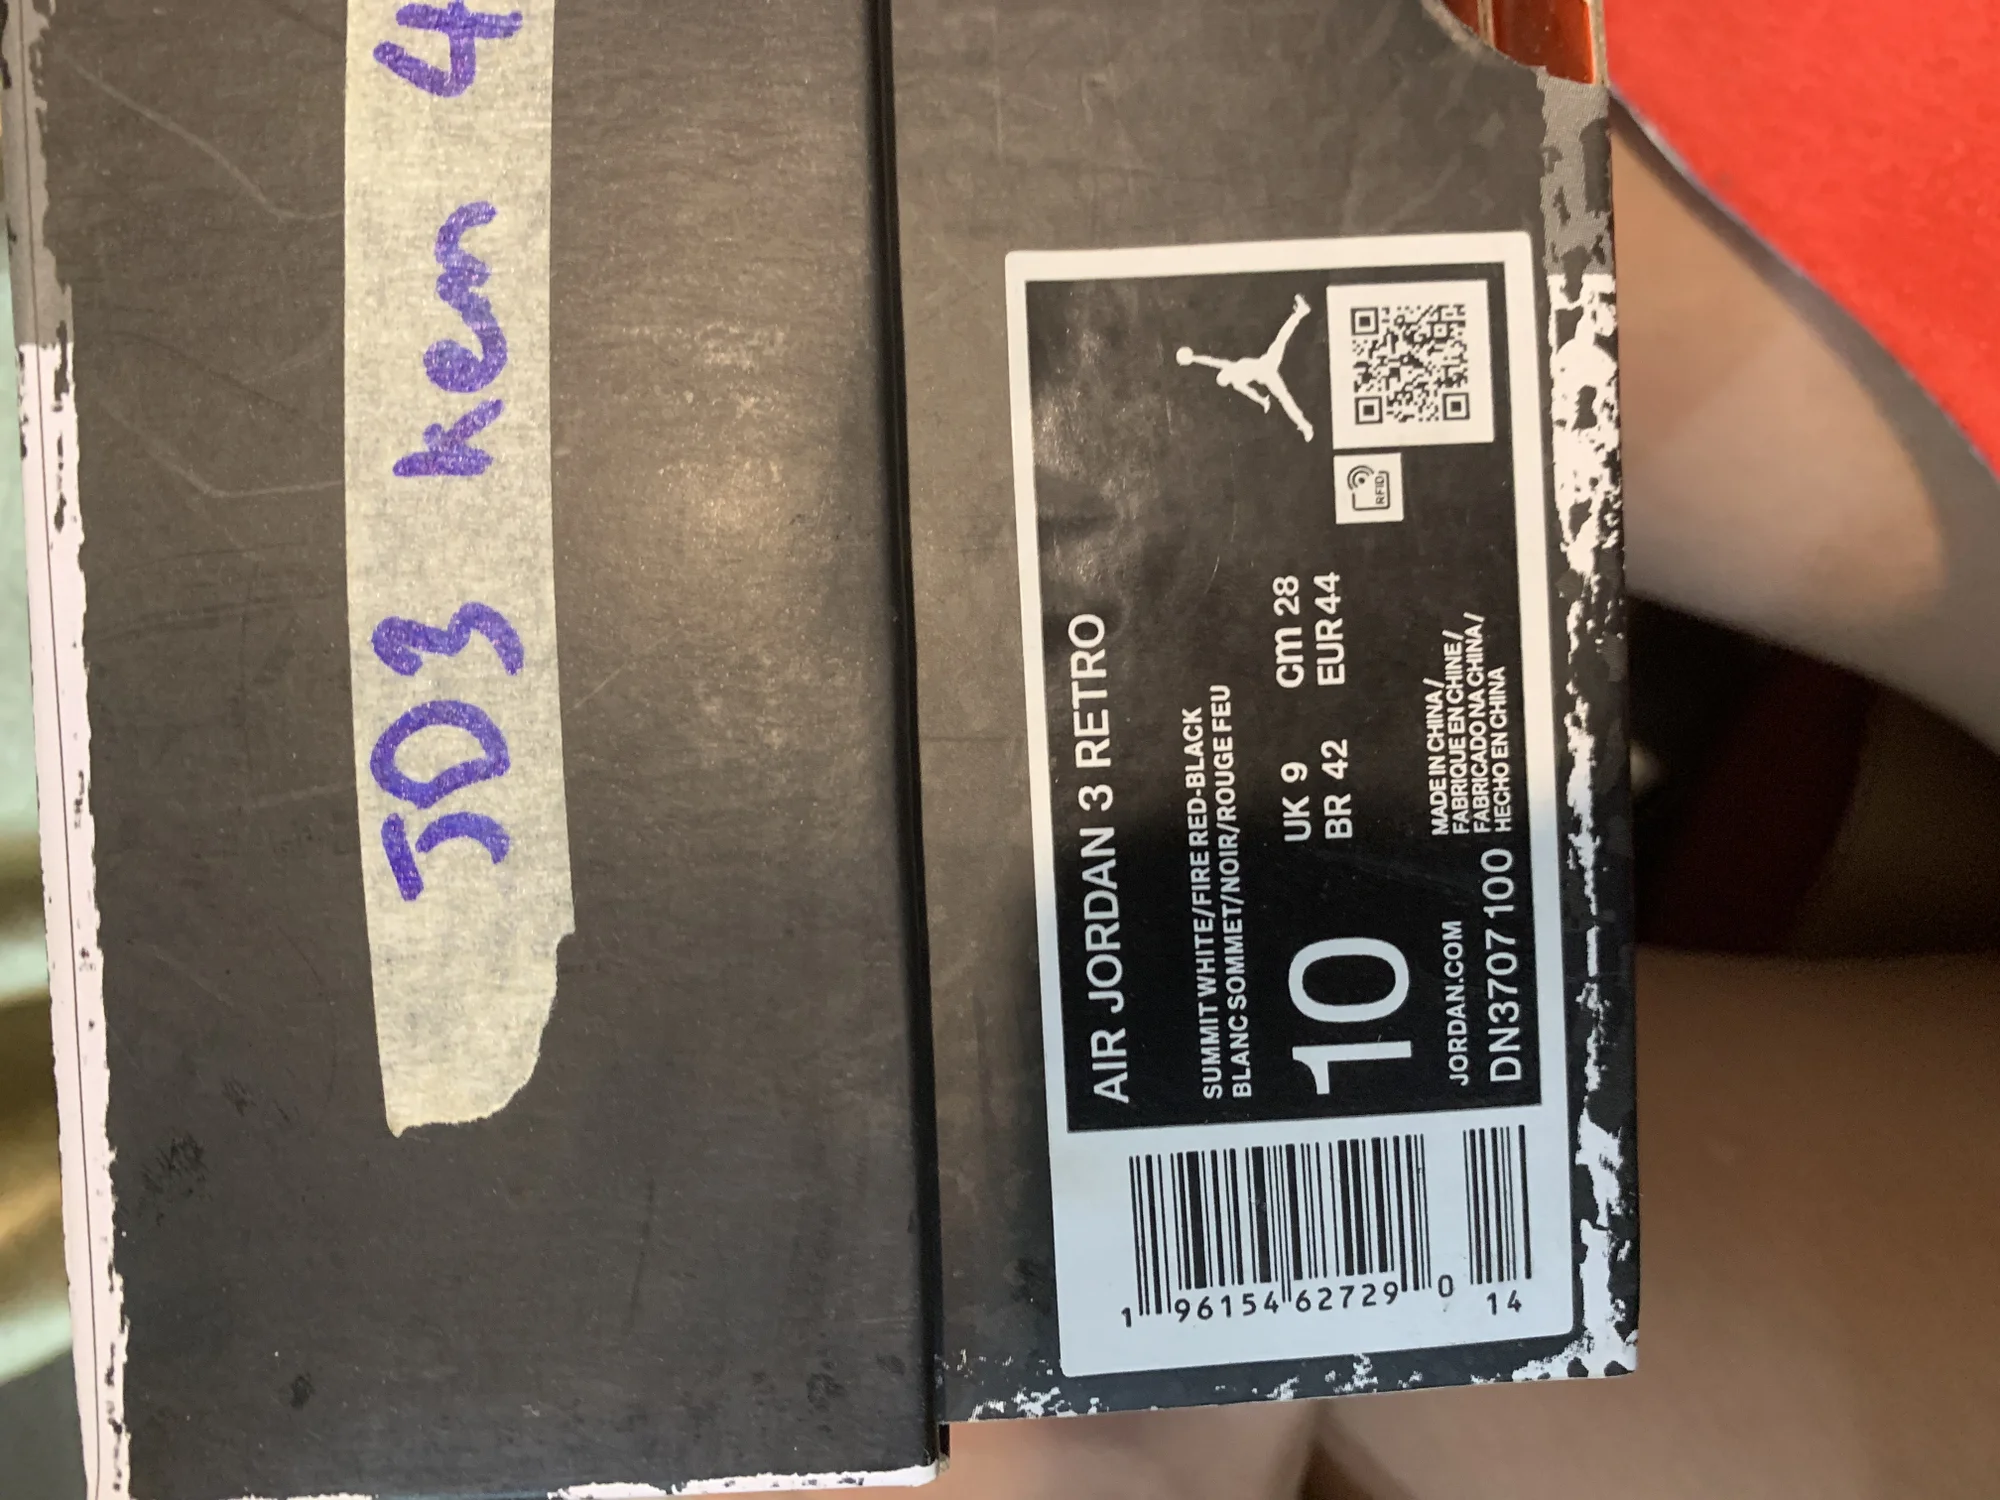 JO3 Ken 4
AIR JORDAN 3 RETRO
SUMMIT WHITE/FIRE RED-BLACK
BLANC SOMMET/NOIR/ROUGE FEU
10
UK 9 cm 28
BR 42 EUR 44
RFID
JORDAN.COM
DN3707 100
MADE IN CHINA/
FABRIQUE EN CHINE/
FABRICADO NA CHINA/
HECHO EN CHINA
1 96154 62729 0 14